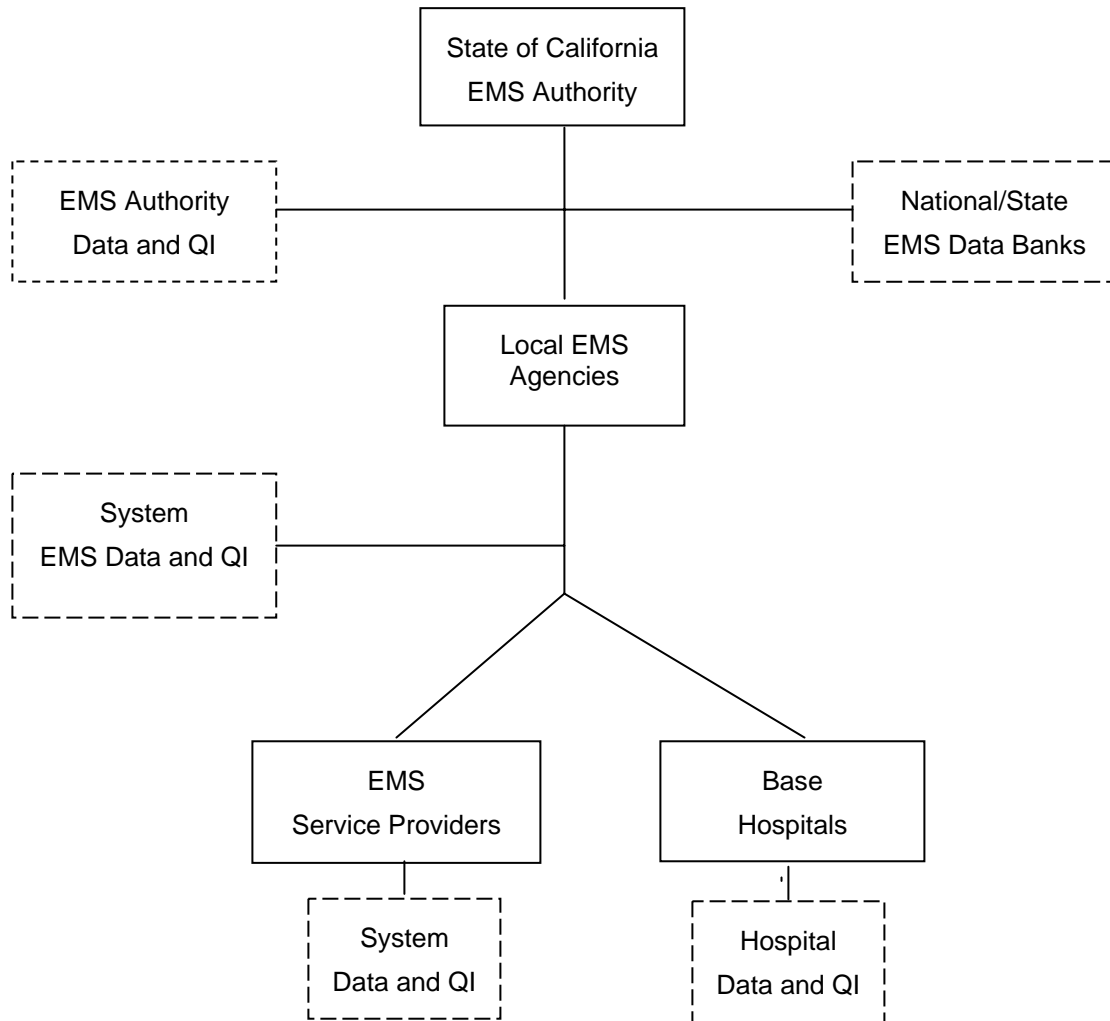 State of California
EMS Authority
EMS Authority
Data and QI
National/State
EMS Data Banks
Local EMS
Agencies
System
EMS Data and QI
EMS
Service Providers
Base
Hospitals
System
Data and QI
Hospital
Data and QI